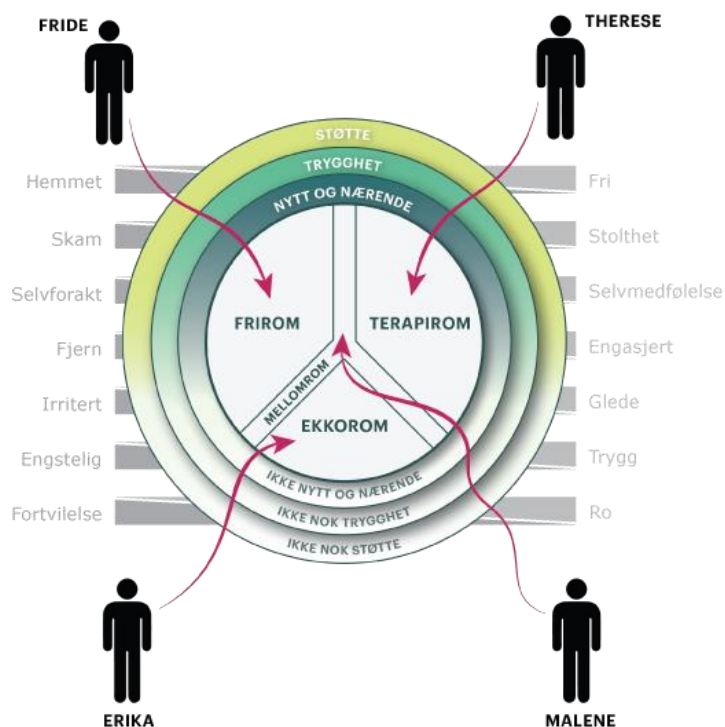 FRIDE
THERESE
STØTTE
TRYGGHET
NYTT OG NÆRENDE
Hemmet
Fri
Skam
Stolthet
Selvforakt
Selvmedfølelse
FRIROM
TERAPIROM
Fjern
Engasjert
MELLOMROM
Irritert
Glede
EKKOROM
Engstelig
Trygg
IKKE NYTT OG NÆRENDE
Fortvilelse
Ro
IKKE NOK TRYGGHET
IKKE NOK STØTTE
ERIKA
MALENE